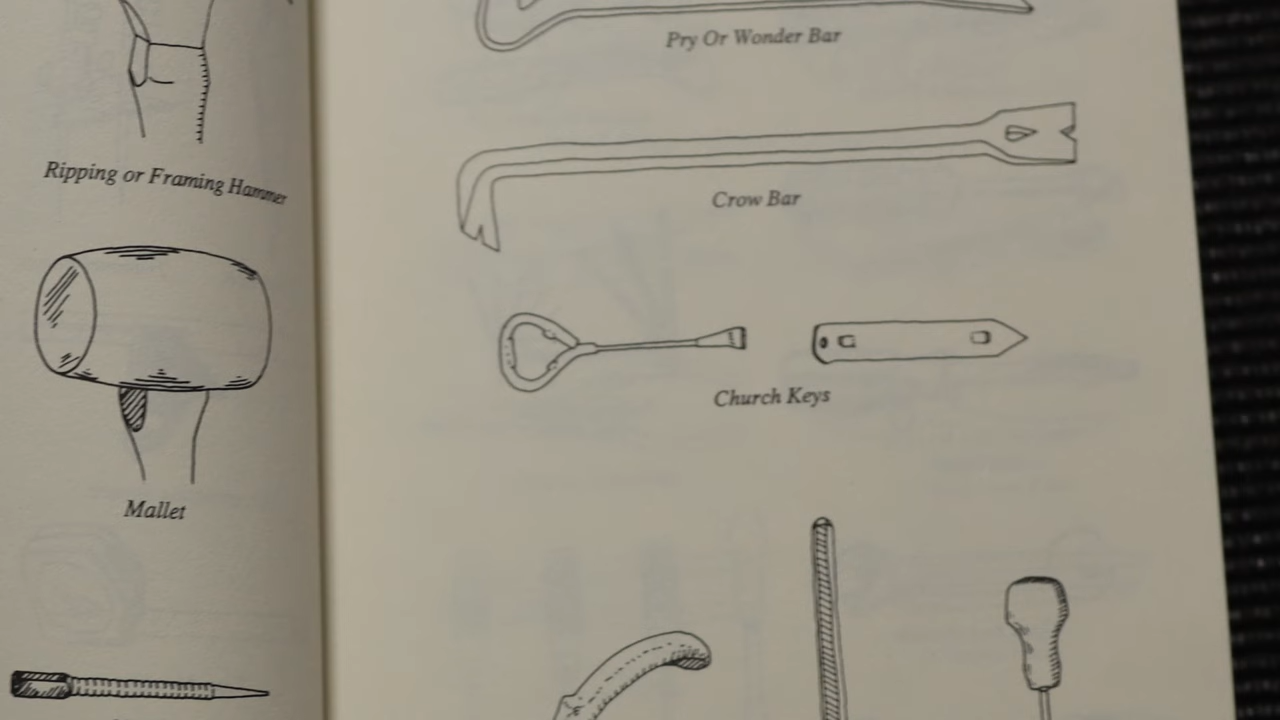 Ripping or Framing Hammer
Mallet
Pry Or Wonder Bar
Crow Bar
Church Keys